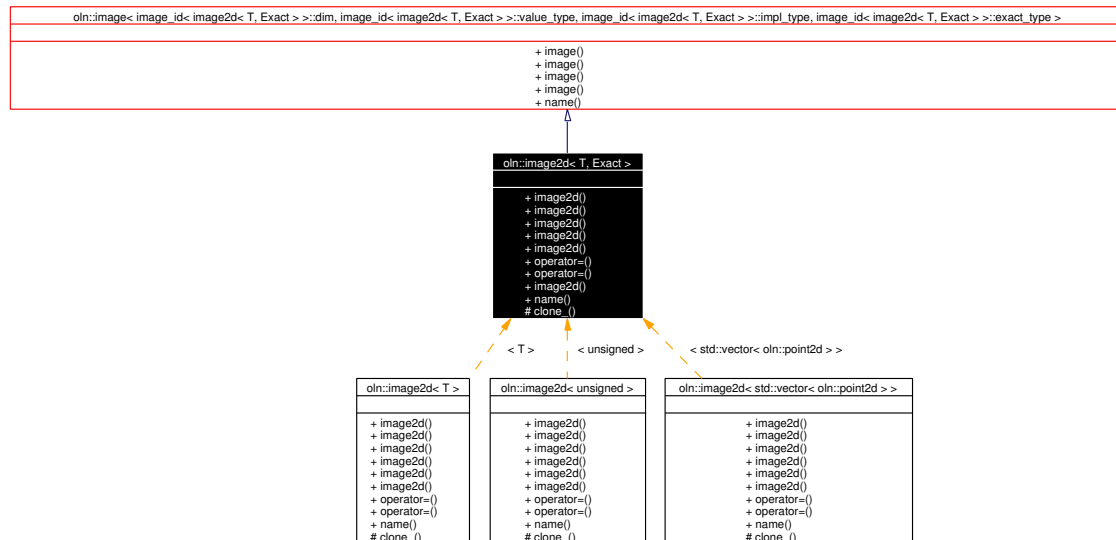 oln::image< image_id< image2d< T, Exact > >::dim, image_id< image2d< T, Exact > >::value_type, image_id< image2d< T, Exact > >::impl_type, image_id< image2d< T, Exact > >::exact_type >
+ image()
+ image()
+ image()
+ image()
+ name()
oln::image2d< T, Exact >
+ image2d()
+ image2d()
+ image2d()
+ image2d()
+ image2d()
+ operator=()
+ operator=()
+ image2d()
+ name()
# clone_()
< T >
< unsigned >
< std::vector< oln::point2d > >
oln::image2d< T >
+ image2d()
+ image2d()
+ image2d()
+ image2d()
+ image2d()
+ image2d()
+ operator=()
+ operator=()
+ name()
# clone_()
oln::image2d< unsigned >
+ image2d()
+ image2d()
+ image2d()
+ image2d()
+ image2d()
+ image2d()
+ operator=()
+ operator=()
+ name()
# clone_()
oln::image2d< std::vector< oln::point2d > >
+ image2d()
+ image2d()
+ image2d()
+ image2d()
+ image2d()
+ image2d()
+ operator=()
+ operator=()
+ name()
# clone_()